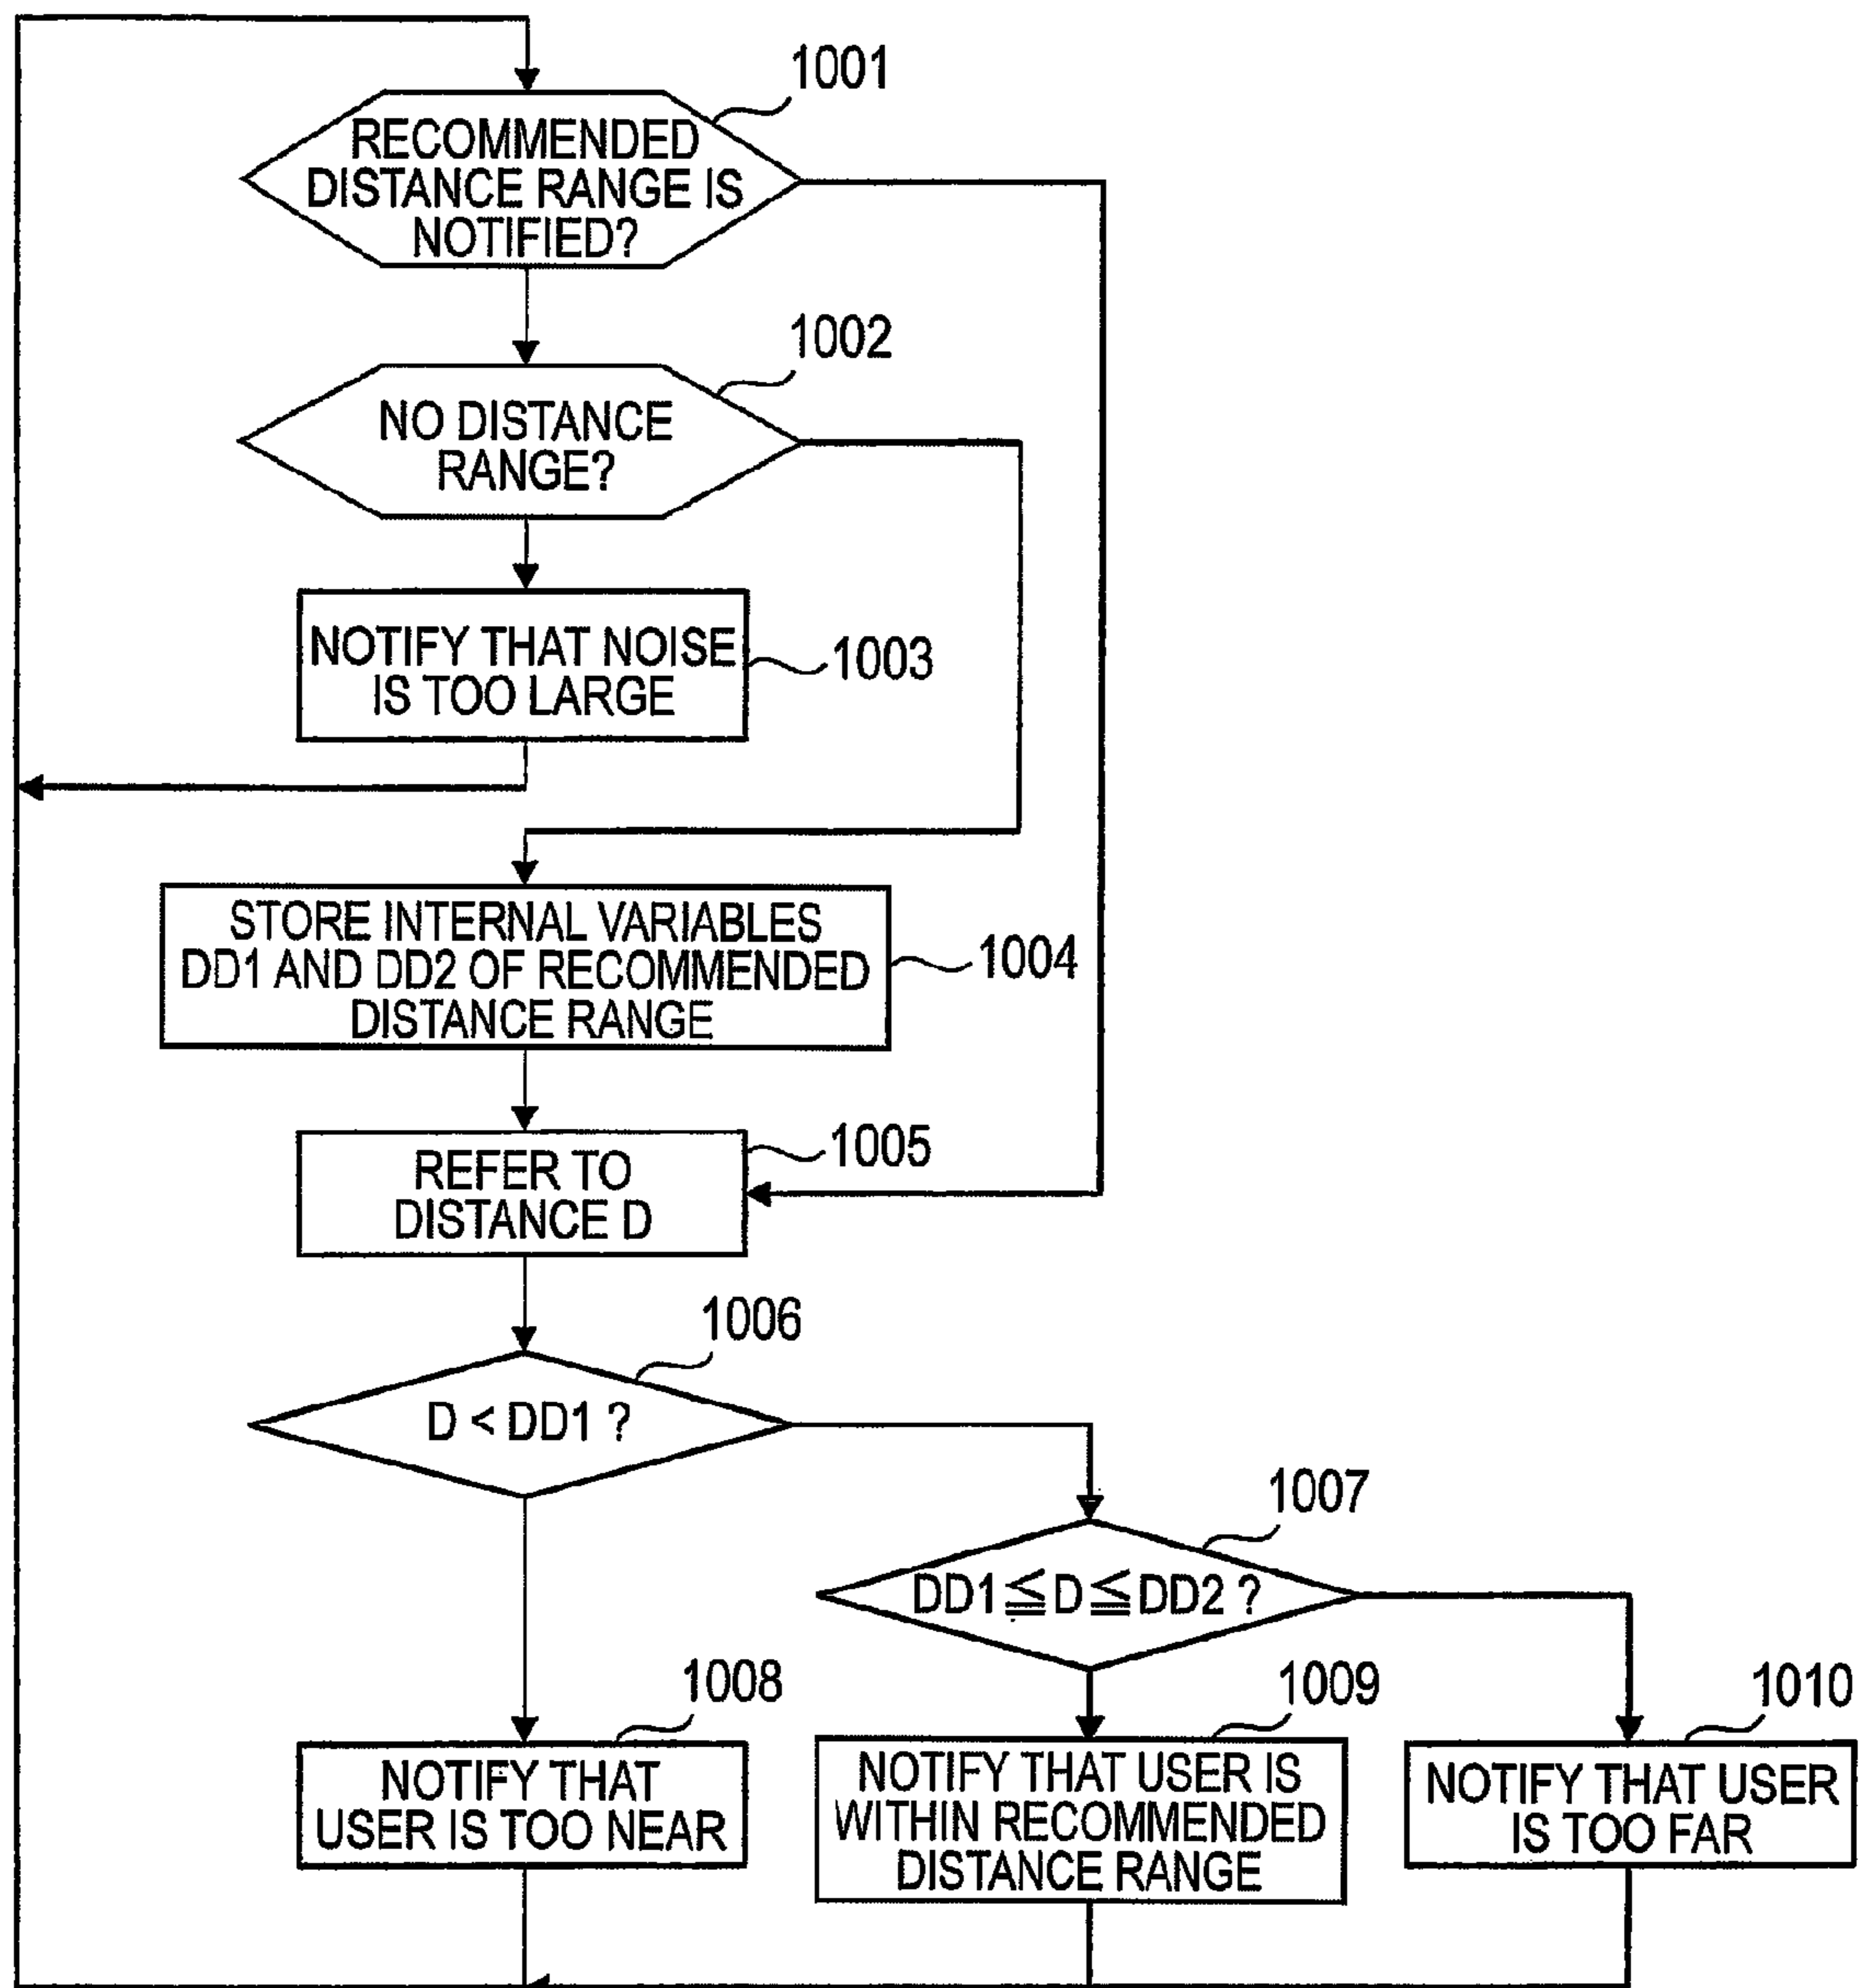 1001
RECOMMENDED
DISTANCE RANGE IS
NOTIFIED?
1002
NO DISTANCE
RANGE?
NOTIFY THAT NOISE
IS TOO LARGE
1003
STORE INTERNAL VARIABLES
DD1 AND DD2 OF RECOMMENDED
DISTANCE RANGE
1004
REFER TO
DISTANCE D
1005
1006
D < DD1 ?
1007
DD1 ≦ D ≦ DD2 ?
1008
NOTIFY THAT
USER IS TOO NEAR
1009
NOTIFY THAT USER IS
WITHIN RECOMMENDED
DISTANCE RANGE
1010
NOTIFY THAT USER
IS TOO FAR